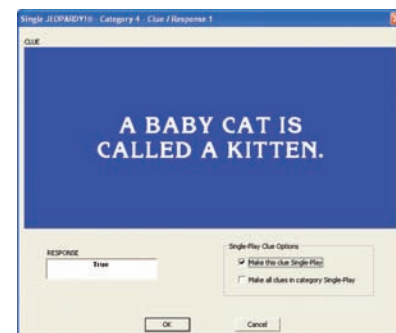 Single JEOPARDY!® - Category 4 - Clue / Response 1
CLUE
A BABY CAT IS
CALLED A KITTEN.
RESPONSE
True
Single-Play Clue Options
Make this clue Single-Play
Make all clues in category Single-Play
OK
Cancel